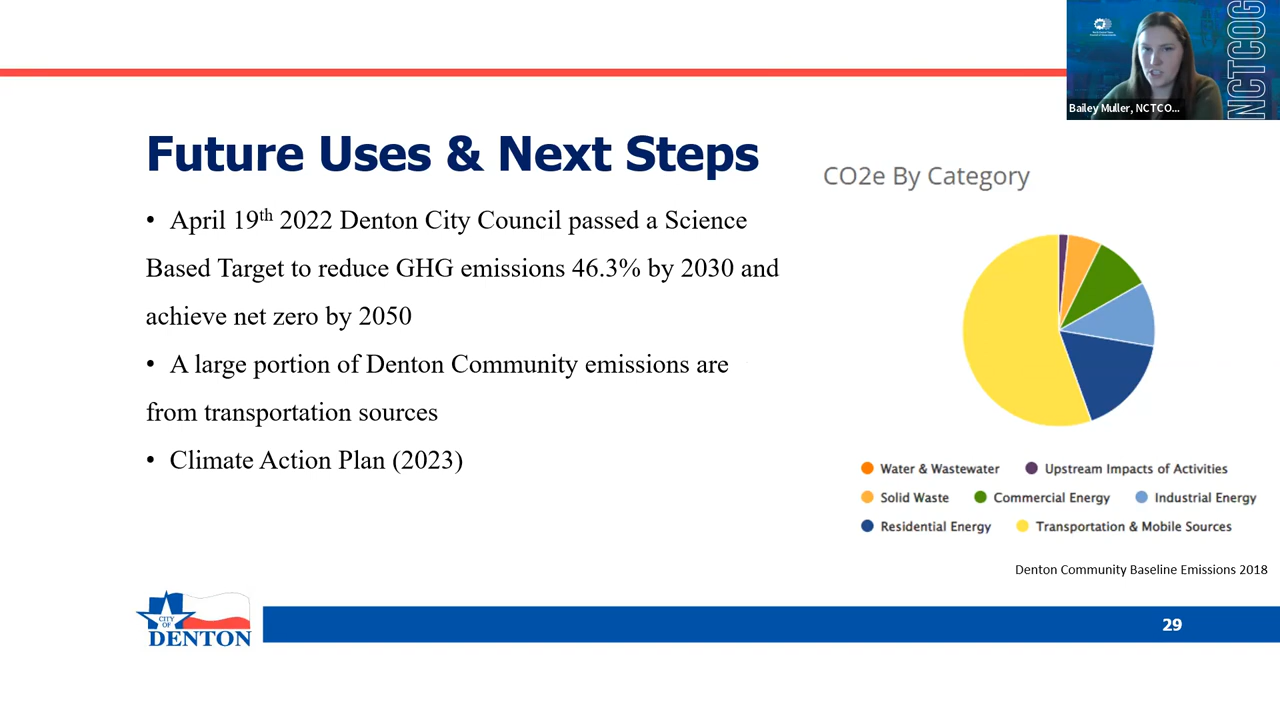 NCTCOG
Bailey Muller, NCTCO...
Future Uses & Next Steps
• April 19th 2022 Denton City Council passed a Science
Based Target to reduce GHG emissions 46.3% by 2030 and
achieve net zero by 2050
• A large portion of Denton Community emissions are
from transportation sources
• Climate Action Plan (2023)
CO2e By Category
Water & Wastewater
Upstream Impacts of Activities
Solid Waste
Commercial Energy
Industrial Energy
Residential Energy
Transportation & Mobile Sources
Denton Community Baseline Emissions 2018
CITY
OF
DENTON
29